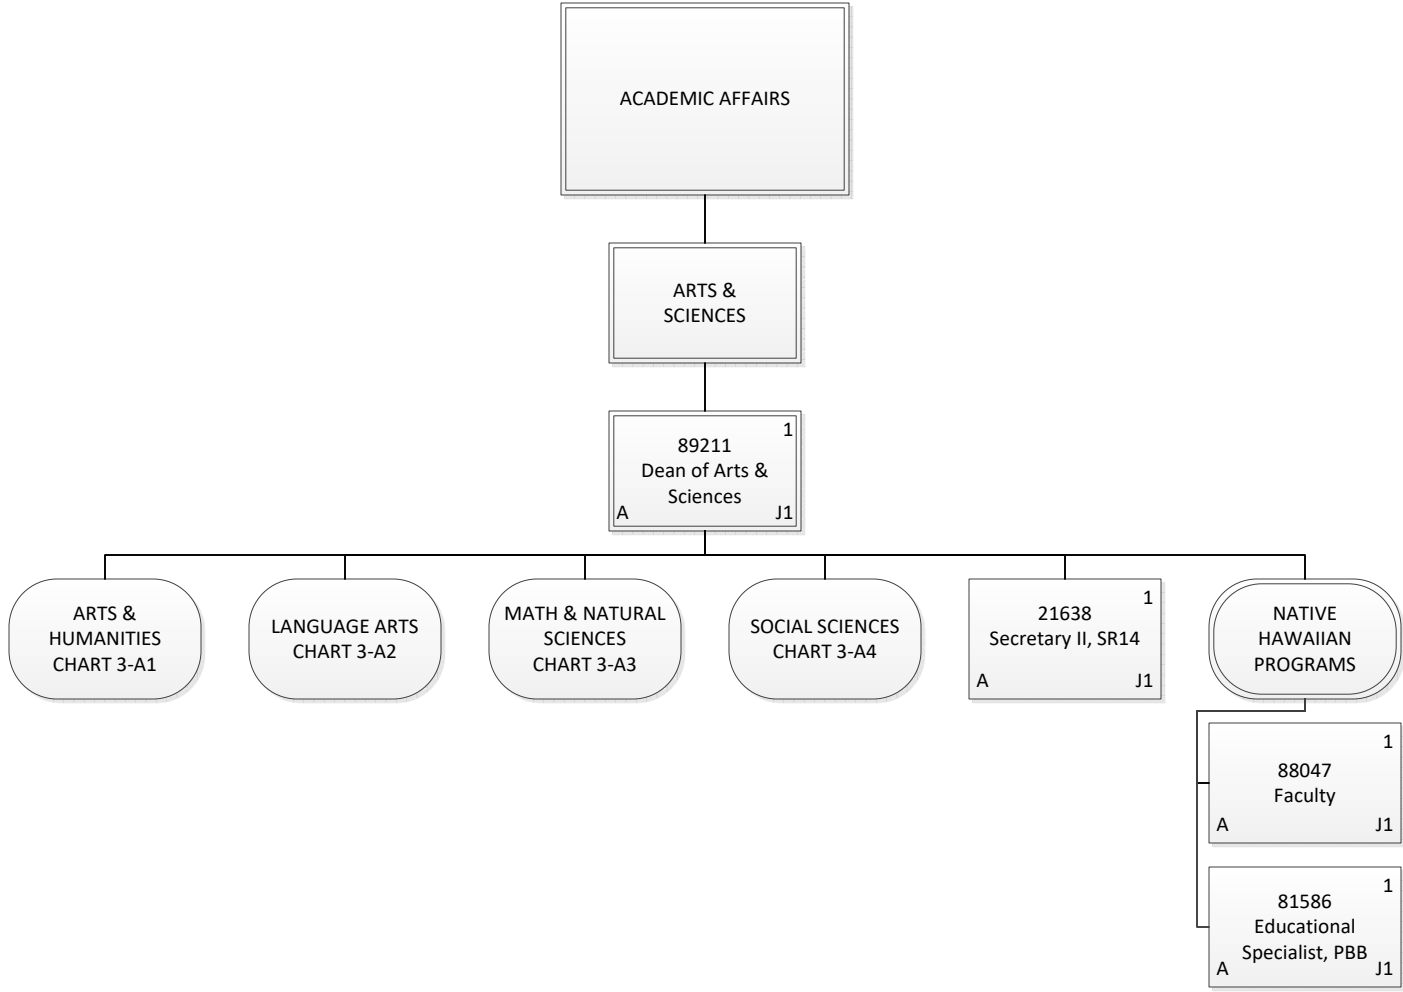 ACADEMIC AFFAIRS
ARTS &
SCIENCES
1
89211
Dean of Arts &
Sciences
A
J1
ARTS &
HUMANITIES
CHART 3-A1
LANGUAGE ARTS
CHART 3-A2
MATH & NATURAL
SCIENCES
CHART 3-A3
SOCIAL SCIENCES
CHART 3-A4
1
21638
Secretary II, SR14
A
J1
NATIVE
HAWAIIAN
PROGRAMS
1
88047
Faculty
A
J1
1
81586
Educational
Specialist, PBB
A
J1